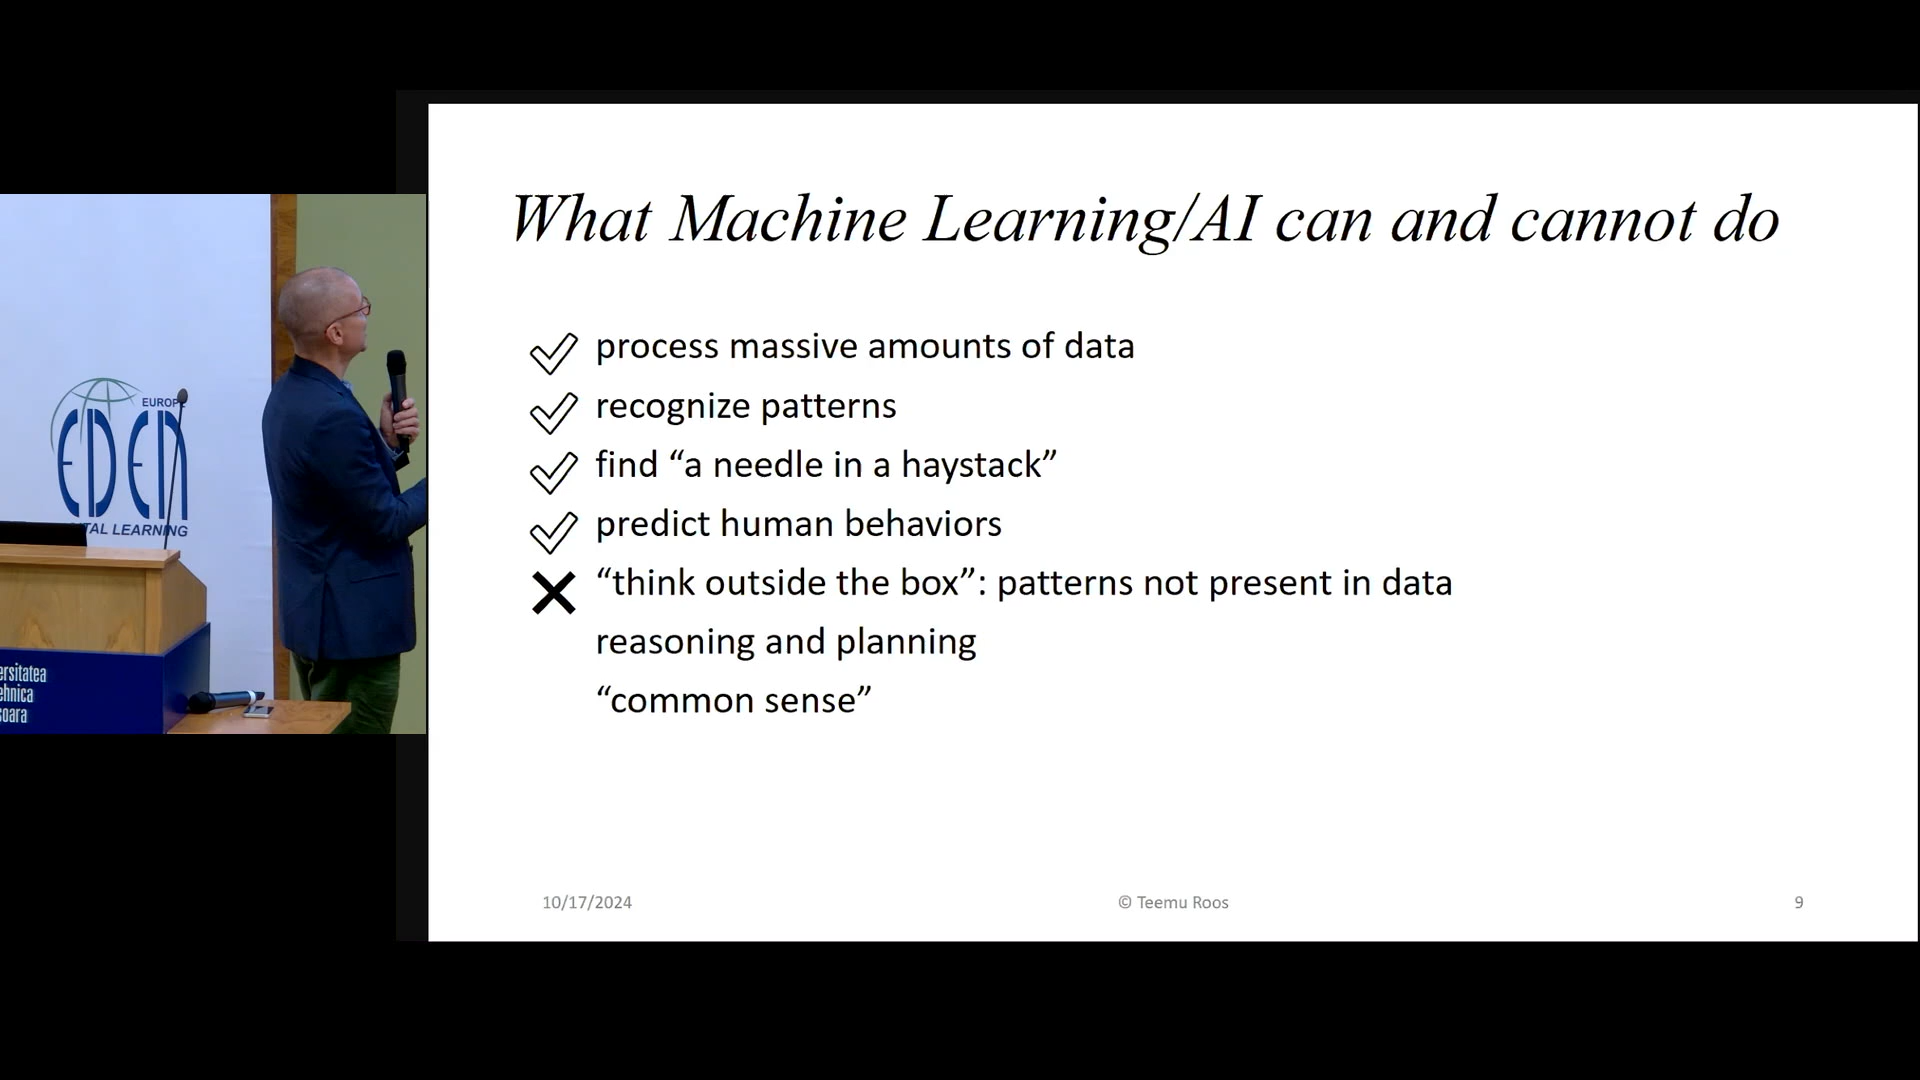 What Machine Learning/AI can and cannot do
process massive amounts of data
recognize patterns
find “a needle in a haystack”
predict human behaviors
“think outside the box”: patterns not present in data
reasoning and planning
“common sense”
10/17/2024
© Teemu Roos
9
EUROPE
EDEN
TAL LEARNING
ersitatea
ehnica
soara